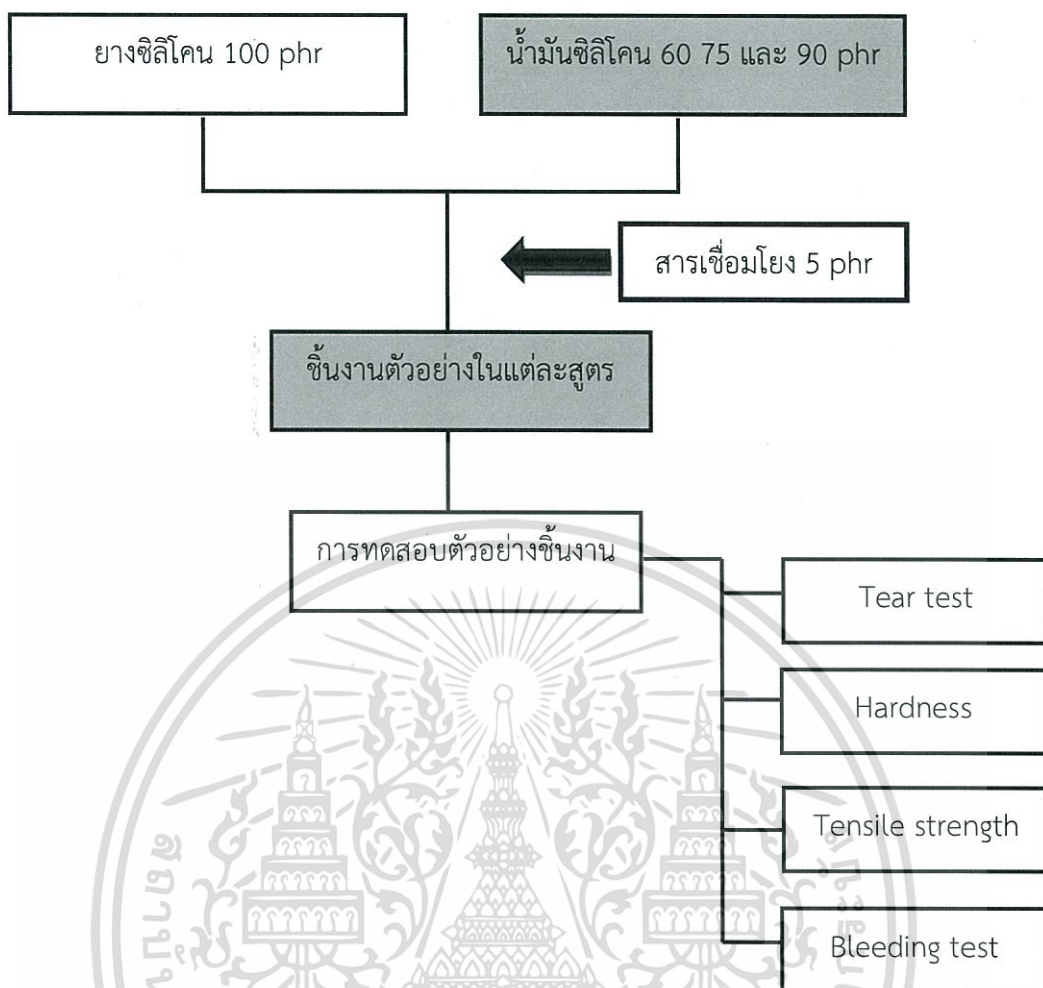 ยางซิลิโคน 100 phr
น้ำมันซิลิโคน 60 75 และ 90 phr
สารเชื่อมโยง 5 phr
ชิ้นงานตัวอย่างในแต่ละสูตร
การทดสอบตัวอย่างชิ้นงาน
Tear test
Hardness
Tensile strength
Bleeding test